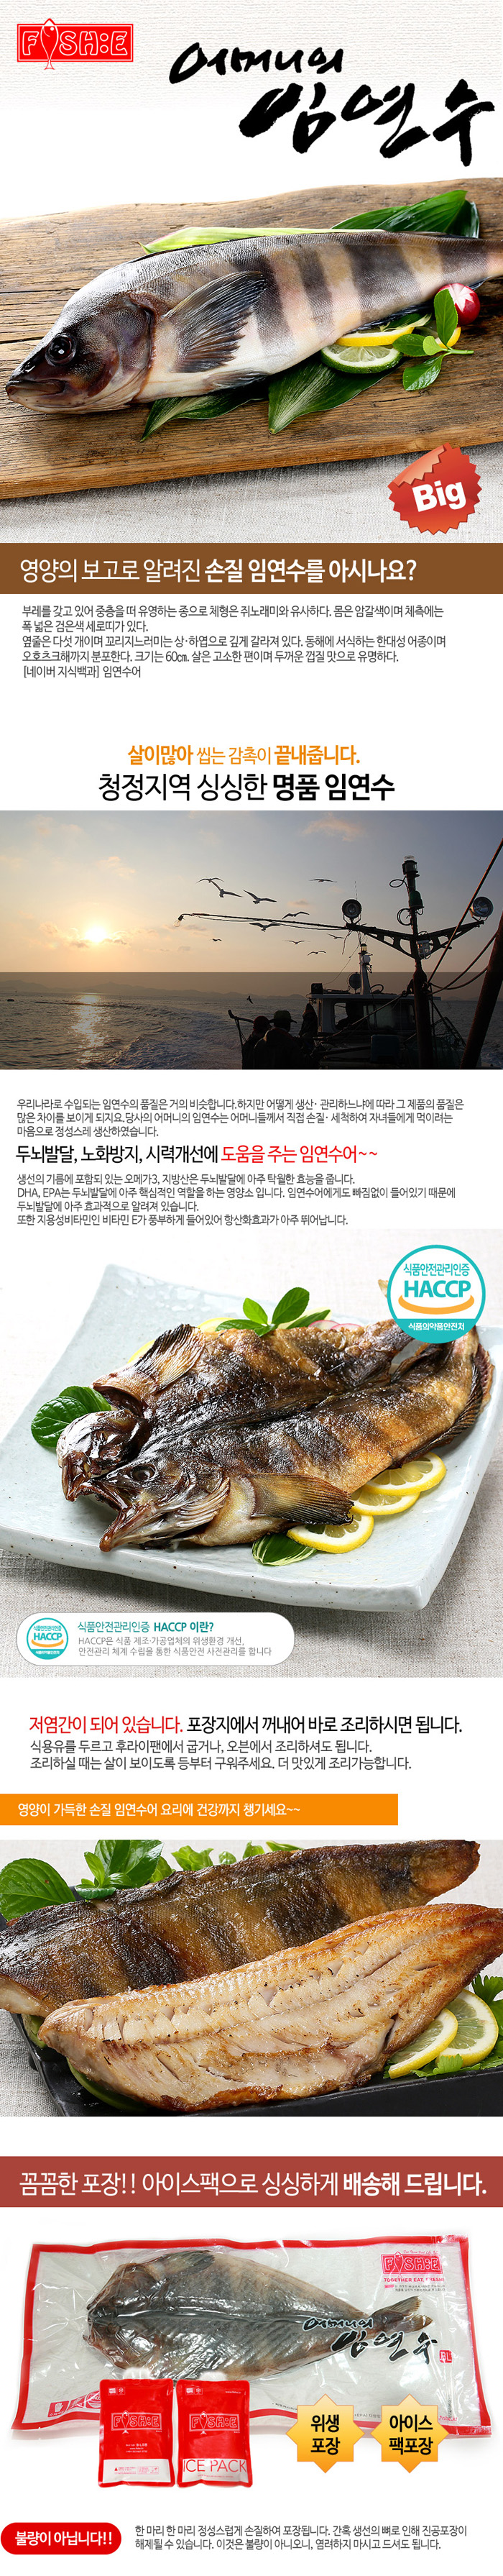 FISH:E
어머니의
임연수
Big
영양의 보고로 알려진 손질 임연수를 아시나요?
부레를 갖고 있어 중층을 떠 유영하는 종으로 체형은 쥐노래미와 유사하다. 몸은 암갈색이며 체측에는
폭 넓은 검은색 세로띠가 있다.
옆줄은 다섯 개이며 꼬리지느러미는 상·하엽으로 깊게 갈라져 있다. 동해에 서식하는 한대성 어종이며
오호츠크해까지 분포한다. 크기는 60㎝. 살은 고소한 편이며 두꺼운 껍질 맛으로 유명하다.
[네이버 지식백과] 임연수어
살이많아 씹는 감촉이 끝내줍니다.
청정지역 싱싱한 명품 임연수
우리나라로 수입되는 임연수의 품질은 거의 비슷합니다.하지만 어떻게 생산· 관리하느냐에 따라 그 제품의 품질은
많은 차이를 보이게 되지요.당사의 어머니의 임연수는 어머니들께서 직접 손질· 세척하여 자녀들에게 먹이려는
마음으로 정성스레 생산하였습니다.
두뇌발달, 노화방지, 시력개선에 도움을 주는 임연수어~~
생선의 기름에 포함되 있는 오메가3, 지방산은 두뇌발달에 아주 탁월한 효능을 줍니다.
DHA, EPA는 두뇌발달에 아주 핵심적인 역할을 하는 영양소 입니다. 임연수어에게도 빠짐없이 들어있기 때문에
두뇌발달에 아주 효과적으로 알려져 있습니다.
또한 지용성비타민인 비타민 E가 풍부하게 들어있어 항산화효과가 아주 뛰어납니다.
식품안전관리인증
HACCP
식품의약품안전처
식품안전관리인증
HACCP
식품안전관리인증 HACCP 이란?
HACCP은 식품 제조·가공업체의 위생환경 개선,
안전관리 체계 수립을 통한 식품안전 사전관리를 합니다
저염간이 되어 있습니다. 포장지에서 꺼내어 바로 조리하시면 됩니다.
식용유를 두르고 후라이팬에서 굽거나, 오븐에서 조리하셔도 됩니다.
조리하실 때는 살이 보이도록 등부터 구워주세요. 더 맛있게 조리가능합니다.
영양이 가득한 손질 임연수어 요리에 건강까지 챙기세요~~
꼼꼼한 포장!! 아이스팩으로 싱싱하게 배송해 드립니다.
FISH:E
TOGETHER EAT, FRESH!
어머니의
임연수
FISH:E
FISH:E
ICE PACK
위생
포장
아이스
팩포장
불량이 아닙니다!!
한 마리 한 마리 정성스럽게 손질하여 포장됩니다. 간혹 생선의 뼈로 인해 진공포장이
해제될 수 있습니다. 이것은 불량이 아니오니, 염려하지 마시고 드셔도 됩니다.